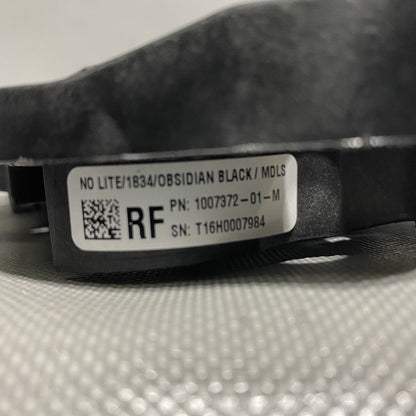 NO LITE/1834/OBSIDIAN BLACK/ MDLS
RF
PN: 1007372-01-M
SN: T16H0007984